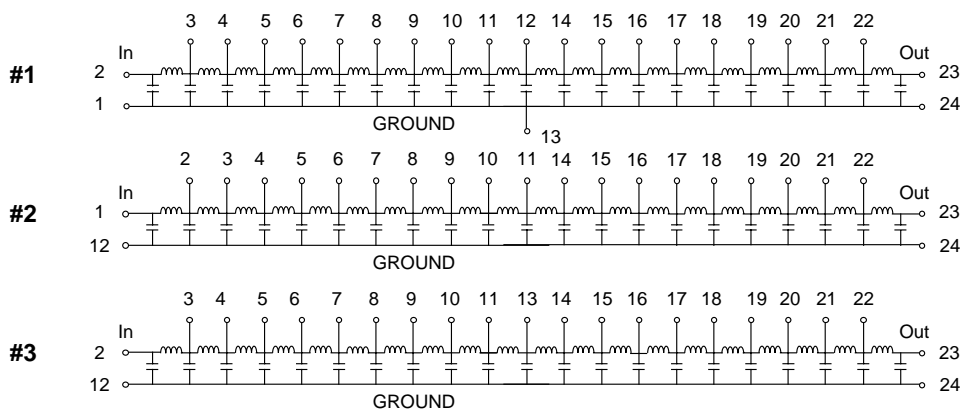 3 4 5 6 7 8 9 10 11 12 14 15 16 17 18 19 20 21 22
In Out
#1 2 23
1 24
GROUND
13
2 3 4 5 6 7 8 9 10 11 14 15 16 17 18 19 20 21 22
In Out
#2 1 23
12 24
GROUND
3 4 5 6 7 8 9 10 11 13 14 15 16 17 18 19 20 21 22
In Out
#3 2 23
12 24
GROUND